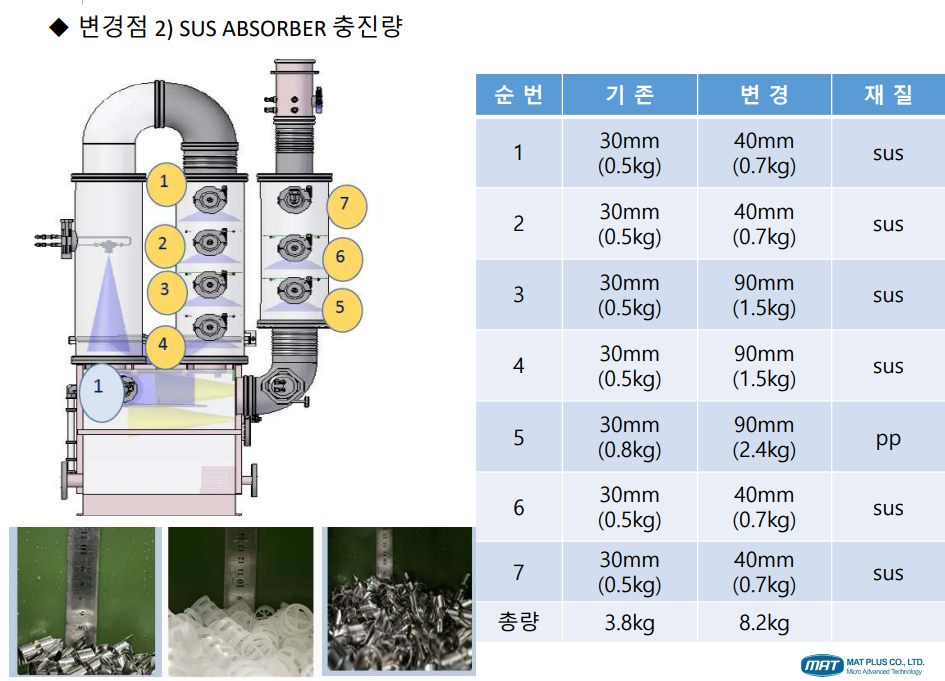 ◆ 변경점 2) SUS ABSORBER 충진량
순 번 기 존 변 경 재 질
1 30mm (0.5kg) 40mm (0.7kg) sus
2 30mm (0.5kg) 40mm (0.7kg) sus
3 30mm (0.5kg) 90mm (1.5kg) sus
4 30mm (0.5kg) 90mm (1.5kg) sus
5 30mm (0.8kg) 90mm (2.4kg) pp
6 30mm (0.5kg) 40mm (0.7kg) sus
7 30mm (0.5kg) 40mm (0.7kg) sus
총량 3.8kg 8.2kg
1
2
3
4
1
7
6
5
MAT MAT PLUS CO., LTD.
Micro Advanced Technology